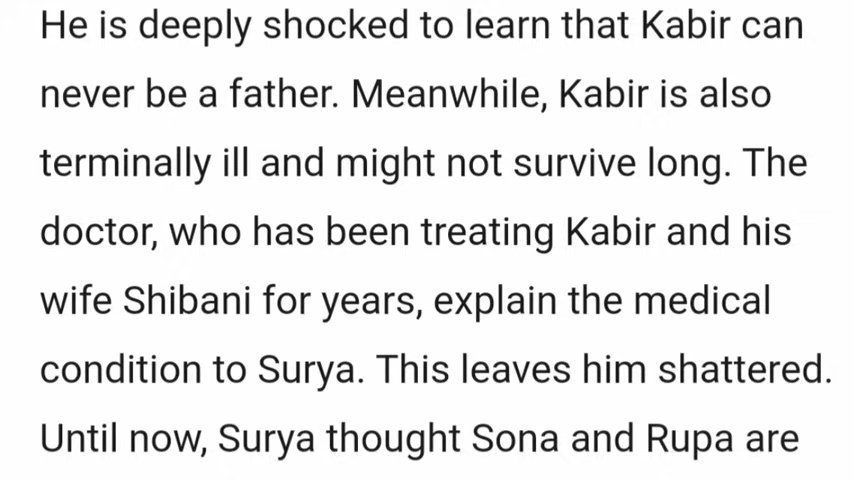 He is deeply shocked to learn that Kabir can
never be a father. Meanwhile, Kabir is also
terminally ill and might not survive long. The
doctor, who has been treating Kabir and his
wife Shibani for years, explain the medical
condition to Surya. This leaves him shattered.
Until now, Surya thought Sona and Rupa are